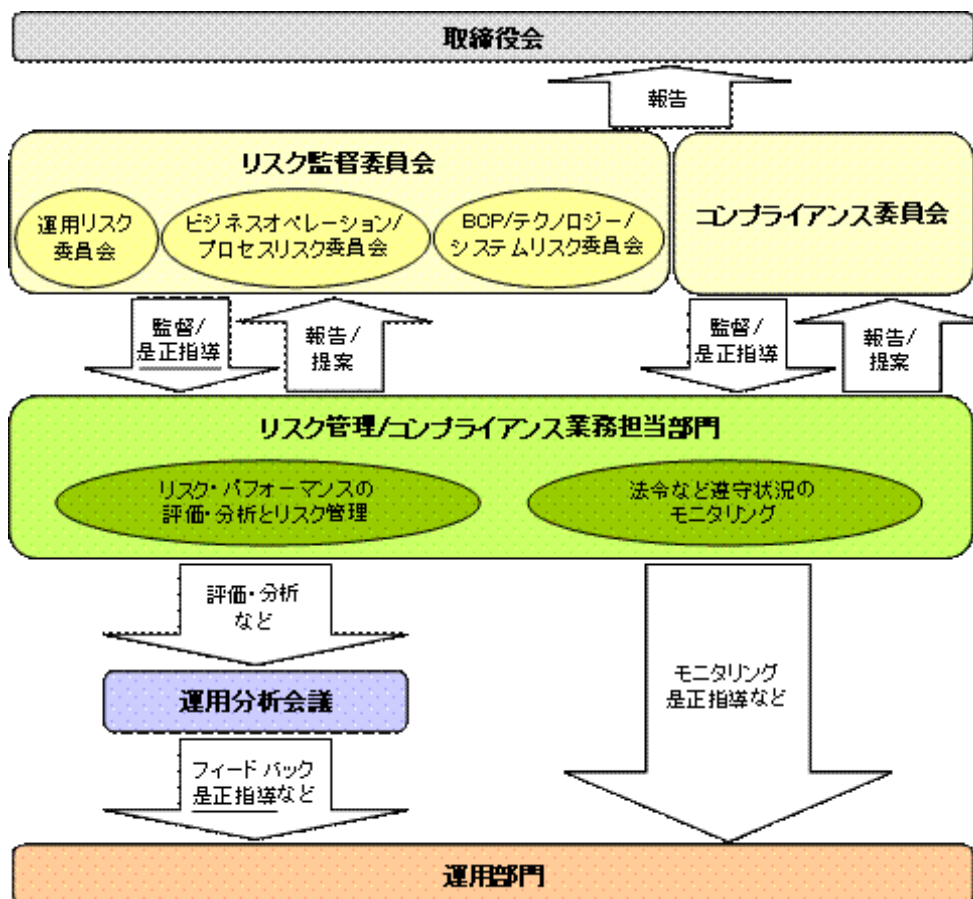 取締役会
報告
リスク監督委員会
運用リスク
委員会
ビジネスオペレーション/
プロセスリスク委員会
BCP/テクノロジー/
システムリスク委員会
コンプライアンス委員会
監督/
是正指導
報告/
提案
監督/
是正指導
報告/
提案
リスク管理/コンプライアンス業務担当部門
リスク・パフォーマンスの
評価・分析とリスク管理
法令など遵守状況の
モニタリング
評価・分析
など
運用分析会議
モニタリング
是正指導など
フィードバック
是正指導など
運用部門